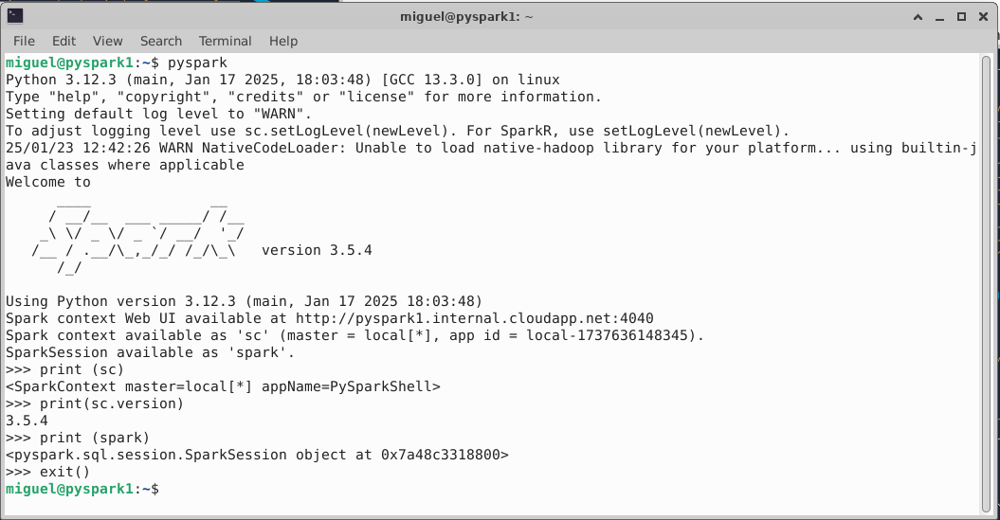 miguel@pyspark1: ~
File Edit View Search Terminal Help
miguel@pyspark1:~$ pyspark
Python 3.12.3 (main, Jan 17 2025, 18:03:48) [GCC 13.3.0] on linux
Type "help", "copyright", "credits" or "license" for more information.
Setting default log level to "WARN".
To adjust logging level use sc.setLogLevel(newLevel). For SparkR, use setLogLevel(newLevel).
25/01/23 12:42:26 WARN NativeCodeLoader: Unable to load native-hadoop library for your platform... using builtin-j
ava classes where applicable
Welcome to
      ____              __
     / __/__  ___ _____/ /__
    _\ \/ _ \/ _ `/ __/  '_/
   /__ / .__/\_,_/_/ /_/\_\   version 3.5.4
      /_/
Using Python version 3.12.3 (main, Jan 17 2025 18:03:48)
Spark context Web UI available at http://pyspark1.internal.cloudapp.net:4040
Spark context available as 'sc' (master = local[*], app id = local-1737636148345).
SparkSession available as 'spark'.
>>> print (sc)
<SparkContext master=local[*] appName=PySparkShell>
>>> print(sc.version)
3.5.4
>>> print (spark)
<pyspark.sql.session.SparkSession object at 0x7a48c3318800>
>>> exit()
miguel@pyspark1:~$